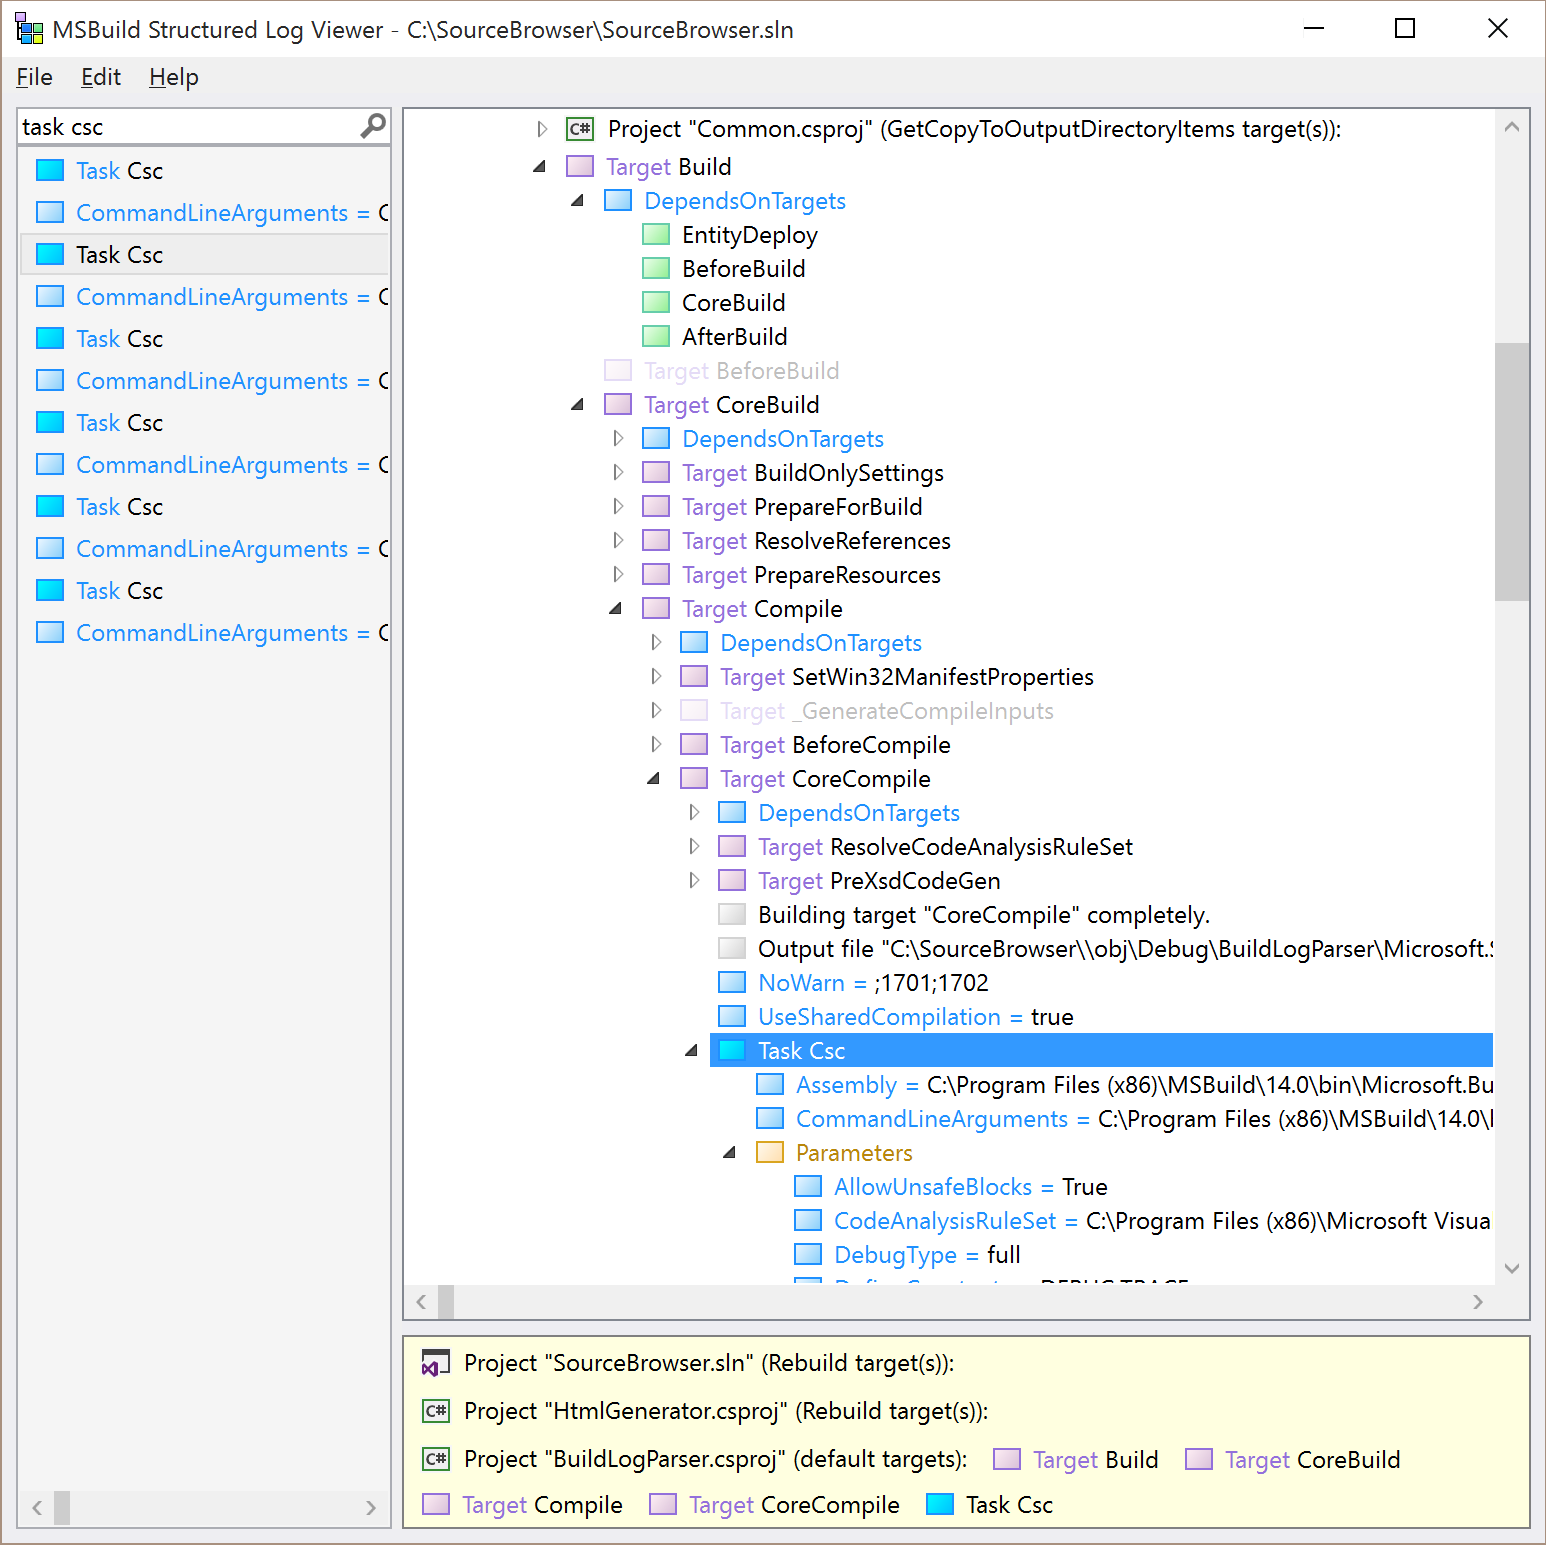 MSBuild Structured Log Viewer - C:\SourceBrowser\SourceBrowser.sln
File Edit Help
task csc
Task Csc
CommandLineArguments = C
Task Csc
CommandLineArguments = C
Task Csc
CommandLineArguments = C
Task Csc
CommandLineArguments = C
Task Csc
CommandLineArguments = C
Task Csc
CommandLineArguments = C
C# Project "Common.csproj" (GetCopyToOutputDirectoryItems target(s)):
Target Build
DependsOnTargets
EntityDeploy
BeforeBuild
CoreBuild
AfterBuild
Target BeforeBuild
Target CoreBuild
DependsOnTargets
Target BuildOnlySettings
Target PrepareForBuild
Target ResolveReferences
Target PrepareResources
Target Compile
DependsOnTargets
Target SetWin32ManifestProperties
Target _GenerateCompileInputs
Target BeforeCompile
Target CoreCompile
DependsOnTargets
Target ResolveCodeAnalysisRuleSet
Target PreXsdCodeGen
Building target "CoreCompile" completely.
Output file "C:\SourceBrowser\\obj\Debug\BuildLogParser\Microsoft.S
NoWarn = ;1701;1702
UseSharedCompilation = true
Task Csc
Assembly = C:\Program Files (x86)\MSBuild\14.0\bin\Microsoft.Bu
CommandLineArguments = C:\Program Files (x86)\MSBuild\14.0\
Parameters
AllowUnsafeBlocks = True
CodeAnalysisRuleSet = C:\Program Files (x86)\Microsoft Visua
DebugType = full
Project "SourceBrowser.sln" (Rebuild target(s)):
C# Project "HtmlGenerator.csproj" (Rebuild target(s)):
C# Project "BuildLogParser.csproj" (default targets): Target Build Target CoreBuild
Target Compile Target CoreCompile Task Csc